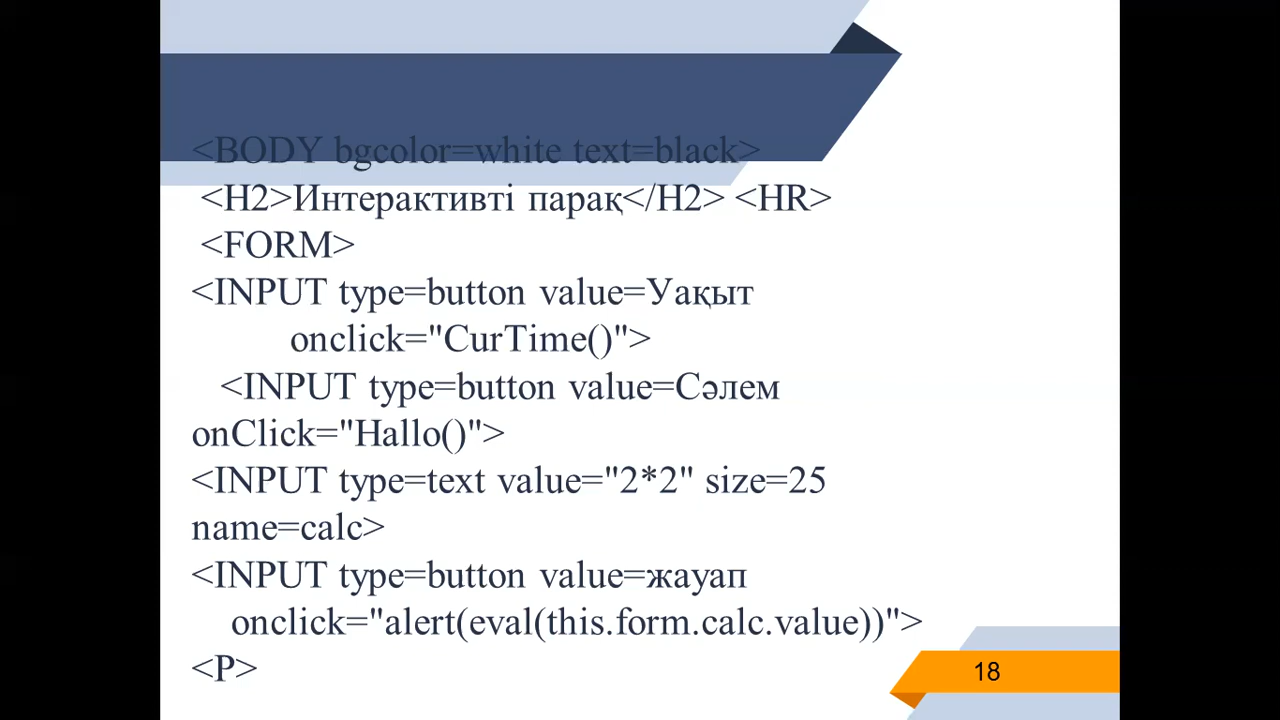 <BODY bgcolor=white text=black>
<H2>Интерактивті парақ</H2> <HR>
<FORM>
<INPUT type=button value=Уақыт
onclick="CurTime()">
<INPUT type=button value=Сәлем
onClick="Hallo()">
<INPUT type=text value="2*2" size=25
name=calc>
<INPUT type=button value=жауап
onclick="alert(eval(this.form.calc.value))">
<P>
18